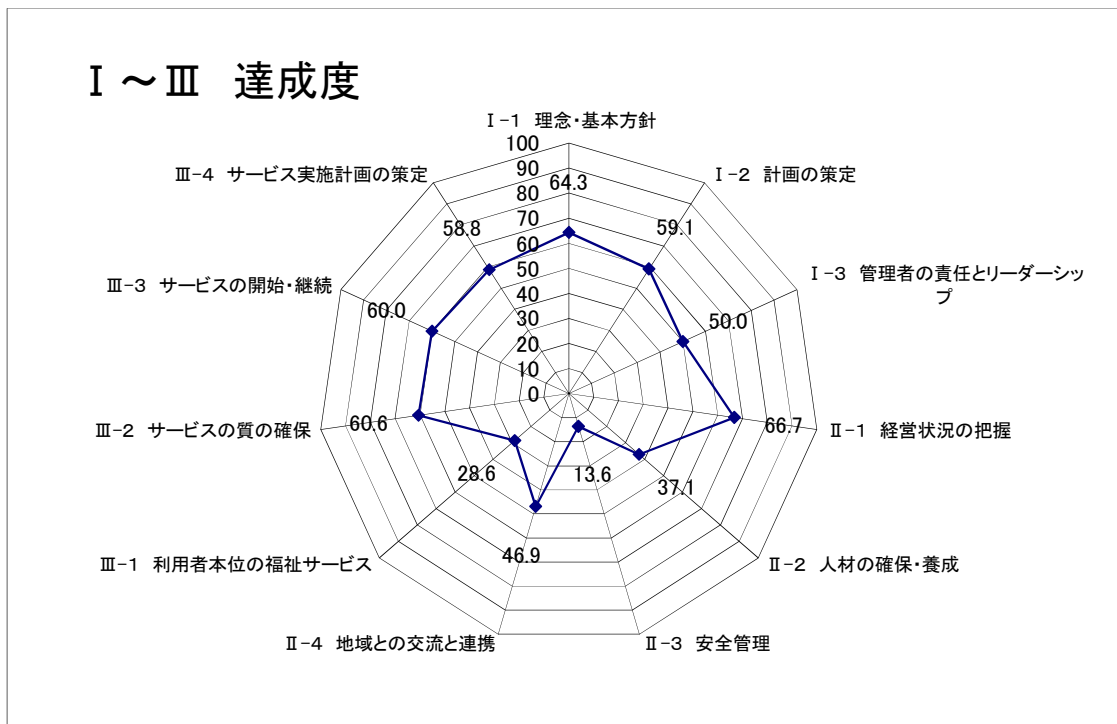 Ⅰ～Ⅲ 達成度
Ⅰ-1 理念・基本方針
Ⅰ-2 計画の策定
Ⅰ-3 管理者の責任とリーダーシッ
プ
Ⅱ-1 経営状況の把握
Ⅱ-2 人材の確保・養成
Ⅱ-3 安全管理
Ⅱ-4 地域との交流と連携
Ⅲ-1 利用者本位の福祉サービス
Ⅲ-2 サービスの質の確保
Ⅲ-3 サービスの開始・継続
Ⅲ-4 サービス実施計画の策定
100
90
80
70
60
50
40
30
20
10
0
64.3
59.1
50.0
66.7
37.1
13.6
46.9
28.6
60.6
60.0
58.8